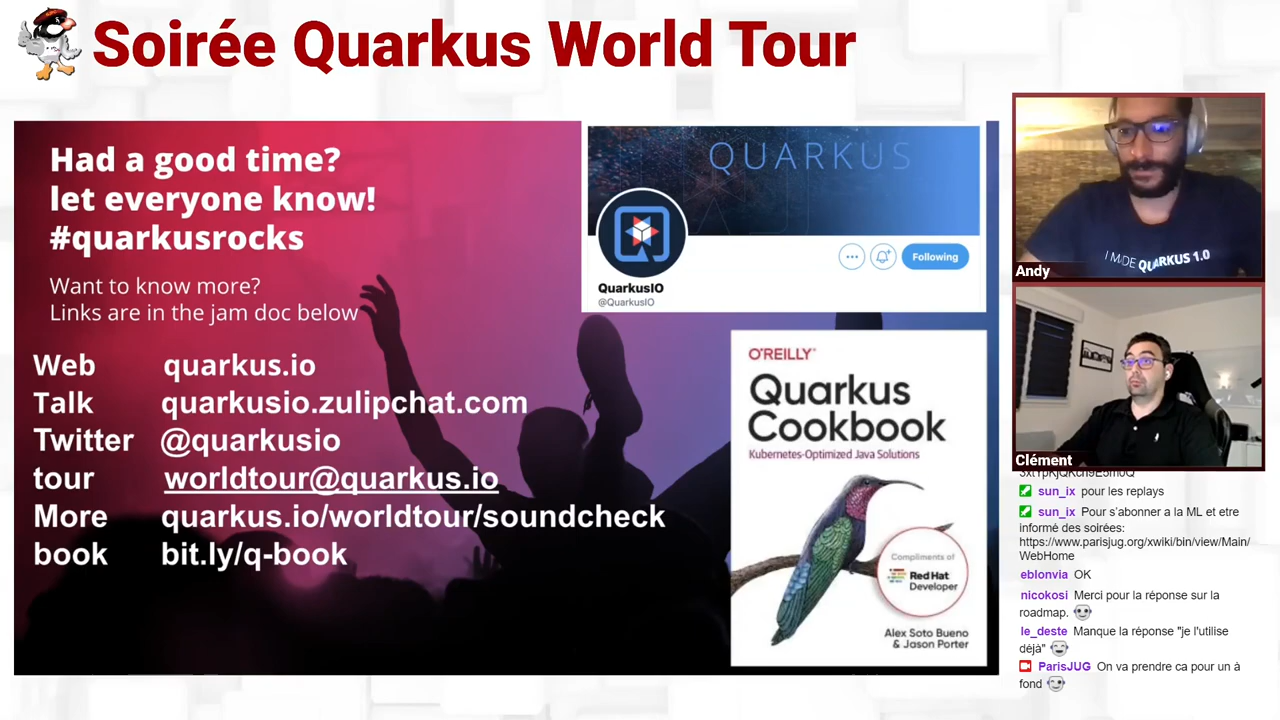 Soirée Quarkus World Tour
Had a good time?
let everyone know!
#quarkusrocks
Want to know more?
Links are in the jam doc below
Web quarkus.io
Talk quarkusio.zulipchat.com
Twitter @quarkusio
tour worldtour@quarkus.io
More quarkus.io/worldtour/soundcheck
book bit.ly/q-book
QUARKUS
Following
QuarkusIO
@QuarkusIO
O'REILLY
Quarkus
Cookbook
Kubernetes-Optimized Java Solutions
Compliments of
Red Hat
Developer
Alex Soto Bueno
& Jason Porter
I MADE QUARKUS 1.0
Andy
Clément
sun_ix pour les replays
sun_ix Pour s'abonner a la ML et etre
informé des soirées:
https://www.parisjug.org/xwiki/bin/view/Main/
WebHome
eblonvia OK
nicokosi Merci pour la réponse sur la
roadmap.
le_deste Manque la réponse "je l'utilise
déjà"
ParisJUG On va prendre ca pour un à
fond